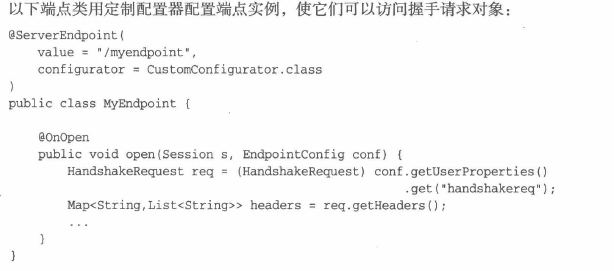 以下端点类用定制配置器配置端点实例，使它们可以访问握手请求对象：
@ServerEndpoint(
    value = "/myendpoint",
    configurator = CustomConfigurator.class
)
public class MyEndpoint {
    @OnOpen
    public void open(Session s, EndpointConfig conf) {
        HandshakeRequest req = (HandshakeRequest) conf.getUserProperties()
                                                  .get("handshakereq");
        Map<String,List<String>> headers = req.getHeaders();
        ...
    }
}